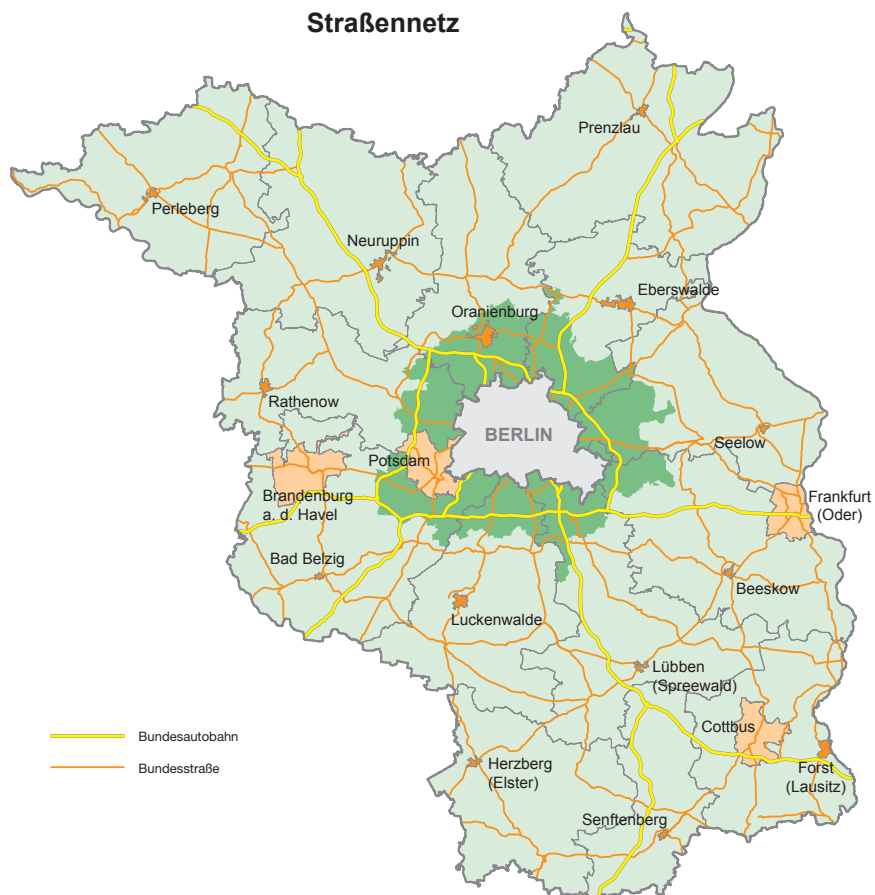 Straßennetz
Prenzlau
Perleberg
Neuruppin
Eberswalde
Oranienburg
Rathenow
BERLIN
Seelow
Potsdam
Brandenburg
a. d. Havel
Frankfurt
(Oder)
Bad Belzig
Beeskow
Luckenwalde
Lübben
(Spreewald)
Cottbus
Bundesautobahn
Bundesstraße
Herzberg
(Elster)
Forst
(Lausitz)
Senftenberg